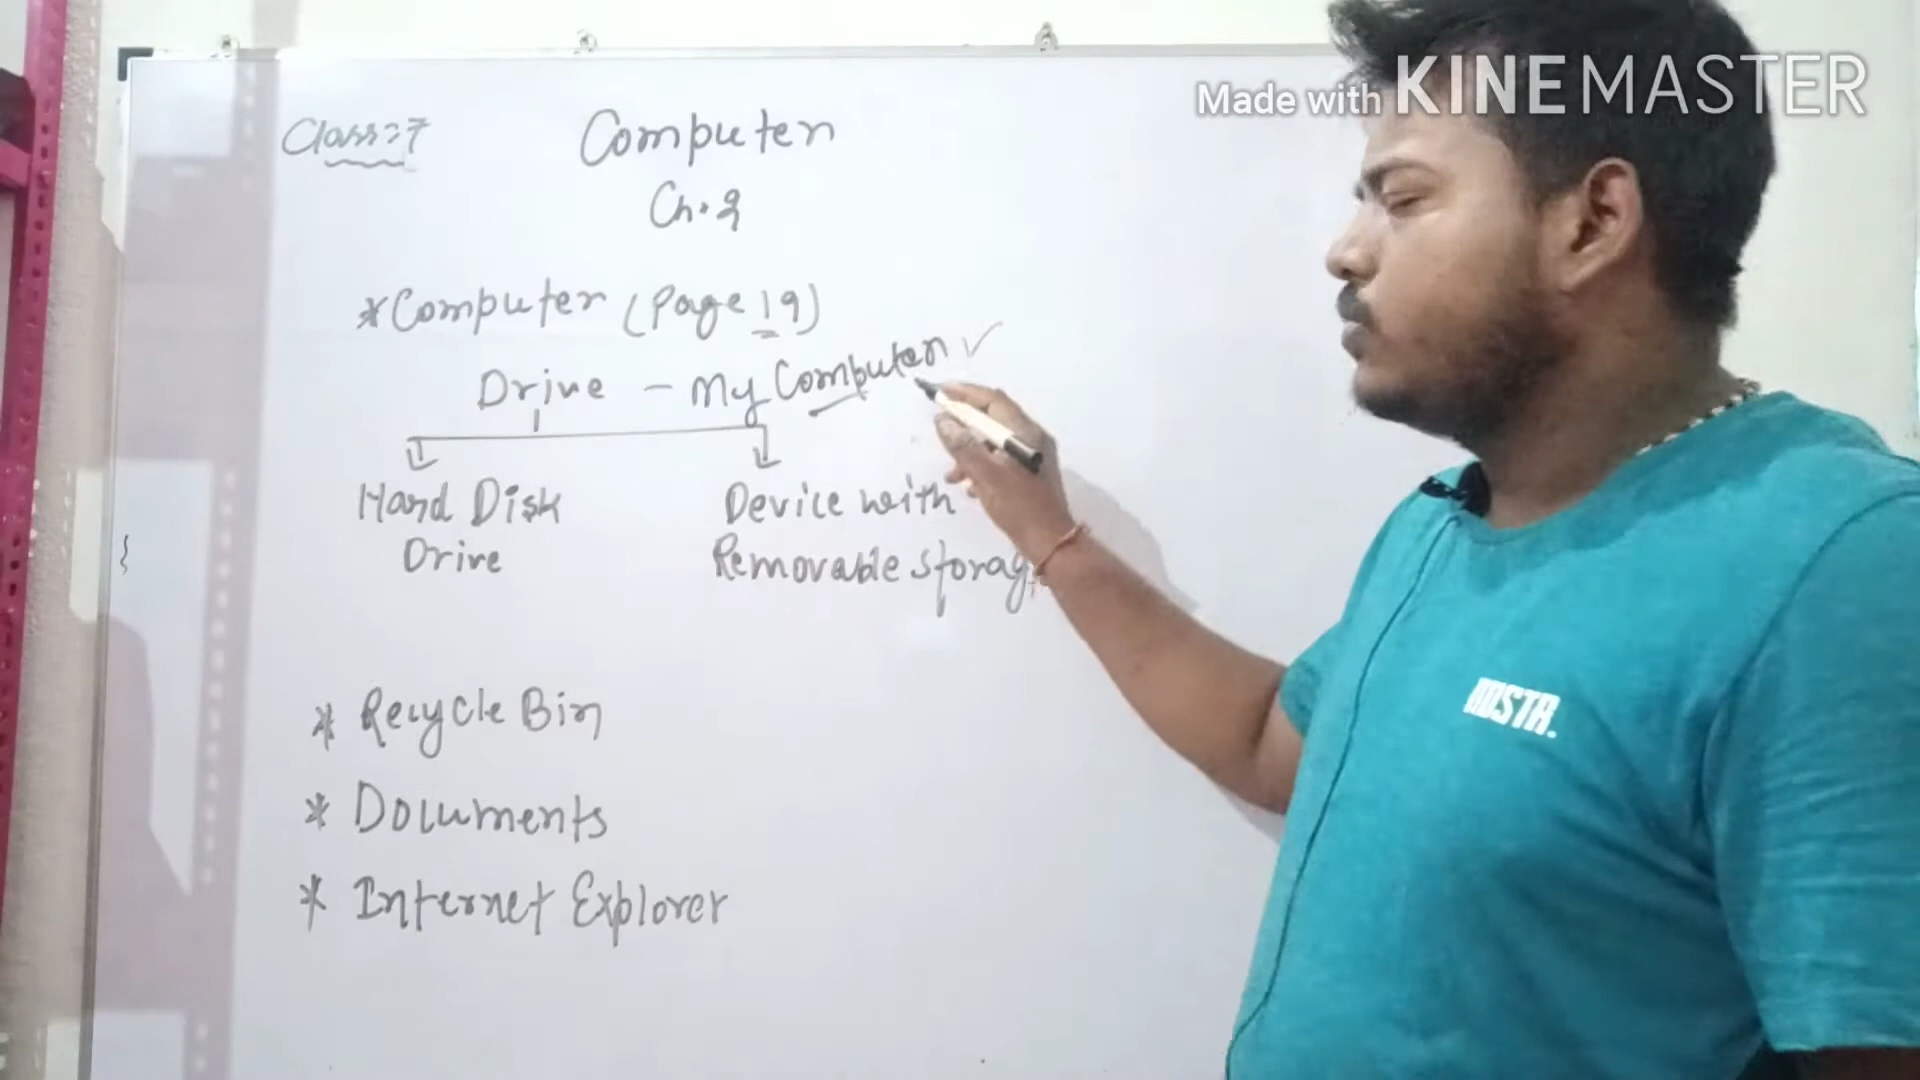 Made with KINEMASTER
Class:7
Computer
Ch.2
*Computer (Page 19)
Drive - My Computer ✓
Hard Disk
Drive
Device with
Removable Storage
* Recycle Bin
* Documents
* Internet Explorer